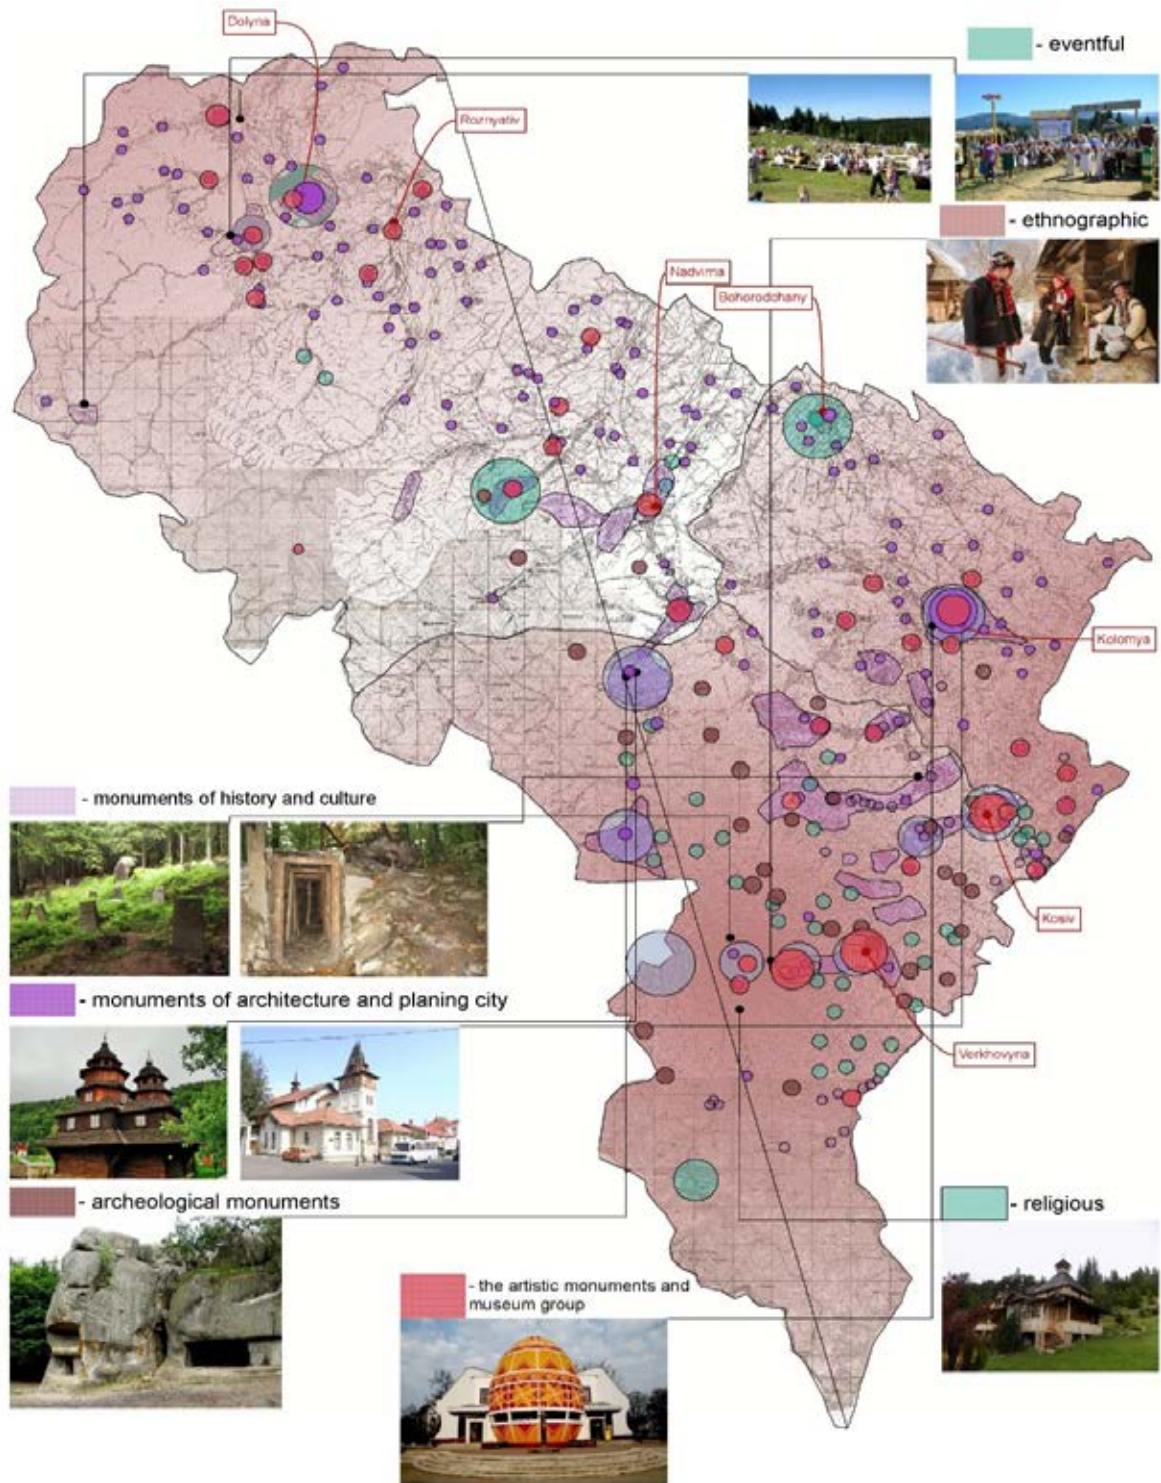 Dolyna
- eventful
Roznyativ
- ethnographic
Nadvirna
Bohorodchany
Kolomya
- monuments of history and culture
Kosiv
- monuments of architecture and planing city
Verkhovyna
- archeological monuments
- religious
- the artistic monuments and
museum group